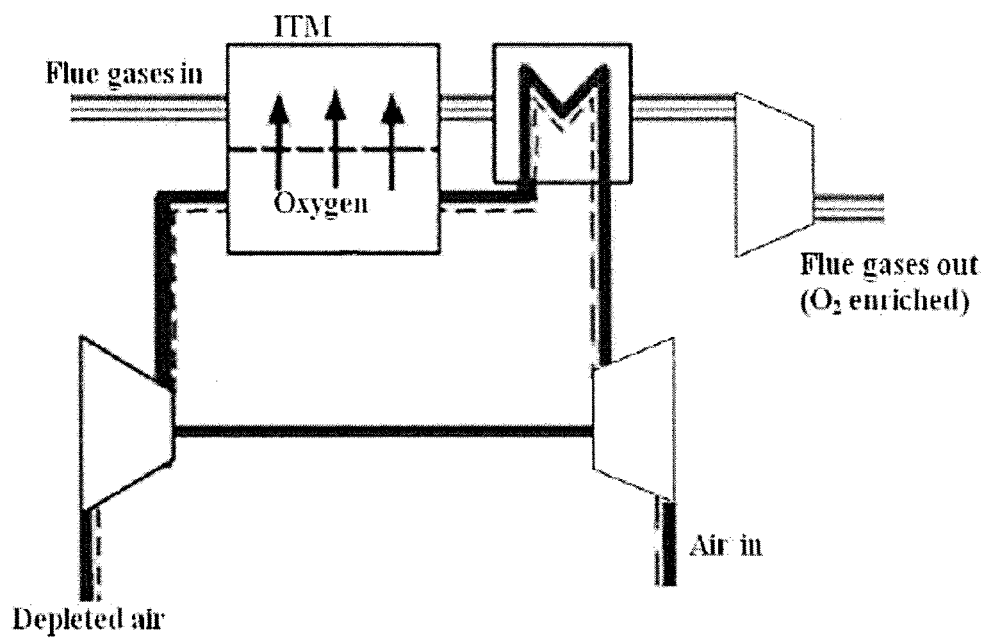 ITM
Flue gases in
Oxygen
Flue gases out
(O₂ enriched)
Air in
Depleted air